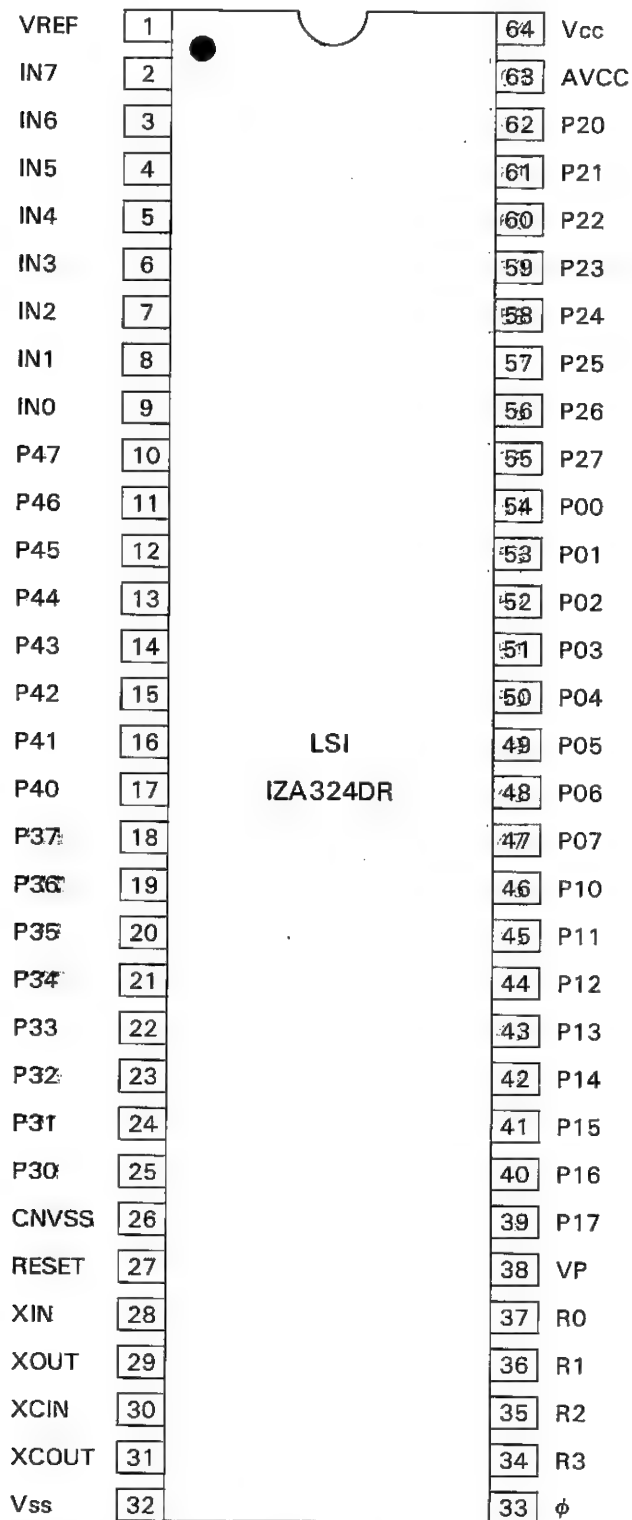 VREF 1 64 Vcc
IN7 2 63 AVCC
IN6 3 62 P20
IN5 4 61 P21
IN4 5 60 P22
IN3 6 59 P23
IN2 7 58 P24
IN1 8 57 P25
IN0 9 56 P26
P47 10 55 P27
P46 11 54 P00
P45 12 53 P01
P44 13 52 P02
P43 14 51 P03
P42 15 50 P04
P41 16 LSI 49 P05
P40 17 IZA324DR 48 P06
P37 18 47 P07
P36 19 46 P10
P35 20 45 P11
P34 21 44 P12
P33 22 43 P13
P32 23 42 P14
P31 24 41 P15
P30 25 40 P16
CNVSS 26 39 P17
RESET 27 38 VP
XIN 28 37 R0
XOUT 29 36 R1
XCIN 30 35 R2
XCOUT 31 34 R3
Vss 32 33 ϕ